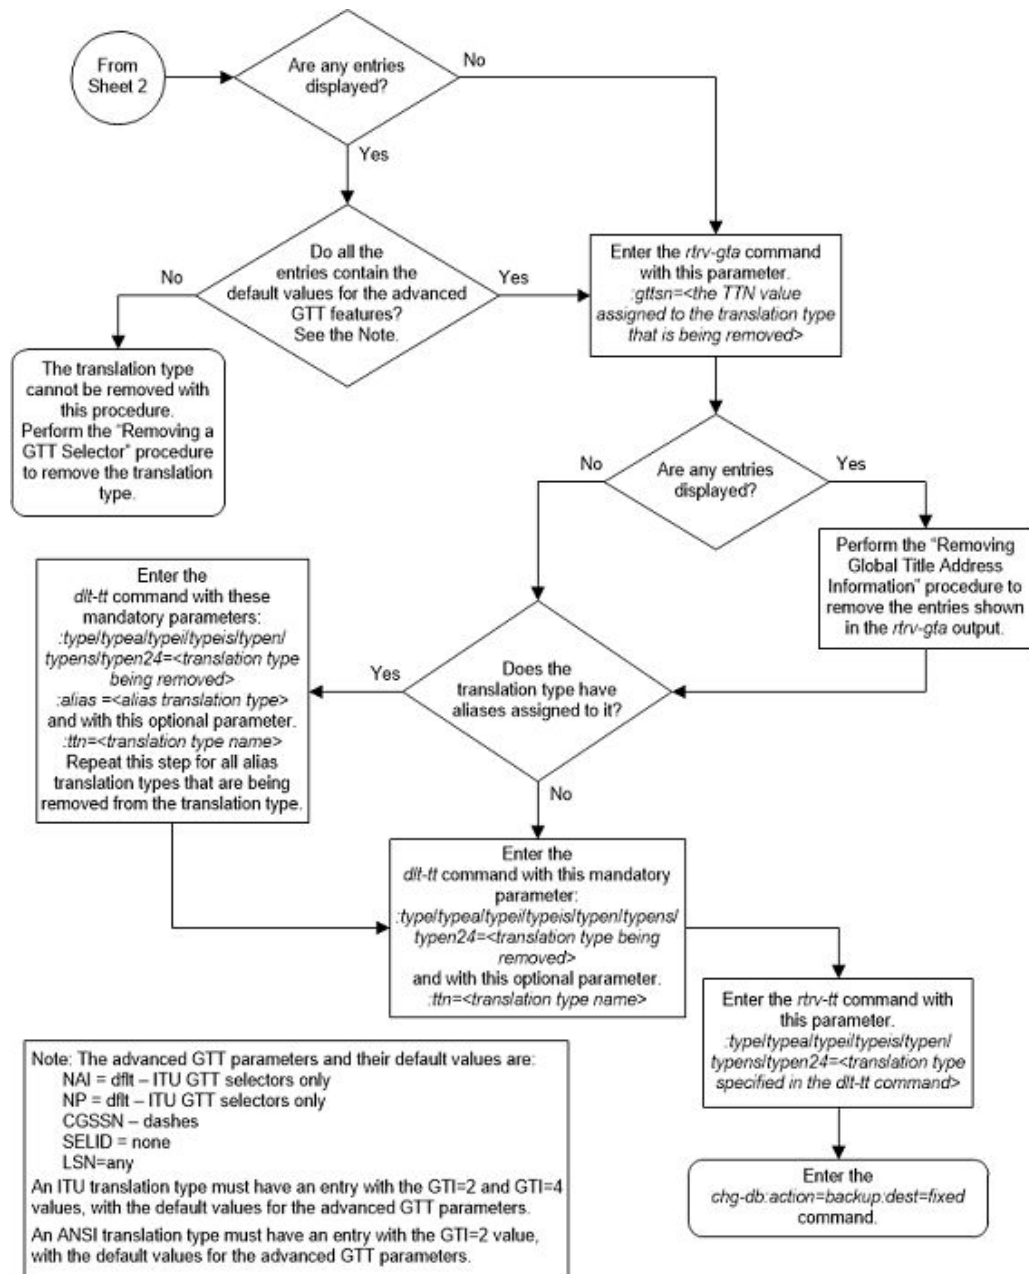 From
Sheet 2
Are any entries
displayed?
No
Yes
Do all the
entries contain the
default values for the advanced
GTT features?
See the Note.
No
Yes
Enter the rtrv-gta command
with this parameter.
:gttsn=<the TTN value
assigned to the translation type
that is being removed>
The translation type
cannot be removed with
this procedure.
Perform the “Removing a
GTT Selector” procedure
to remove the translation
type.
Are any entries
displayed?
No
Yes
Perform the “Removing
Global Title Address
Information” procedure to
remove the entries shown
in the rtrv-gta output.
Does the
translation type have
aliases assigned to it?
Yes
No
Enter the
dlt-tt command with these
mandatory parameters:
:type/typea/typei/typeis/typen/
typens/typen24=<translation type
being removed>
:alias =<alias translation type>
and with this optional parameter.
:ttn=<translation type name>
Repeat this step for all alias
translation types that are being
removed from the translation type.
Enter the
dlt-tt command with this mandatory
parameter:
:type/typea/typei/typeis/typen/typens/
typen24=<translation type being
removed>
and with this optional parameter.
:ttn=<translation type name>
Enter the rtrv-tt command with
this parameter.
:type/typea/typei/typeis/typen/
typens/typen24=<translation type
specified in the dlt-tt command>
Enter the
chg-db:action=backup:dest=fixed
command.
Note: The advanced GTT parameters and their default values are:
NAI = dflt – ITU GTT selectors only
NP = dflt – ITU GTT selectors only
CGSSN – dashes
SELID = none
LSN=any
An ITU translation type must have an entry with the GTI=2 and GTI=4
values, with the default values for the advanced GTT parameters.
An ANSI translation type must have an entry with the GTI=2 value,
with the default values for the advanced GTT parameters.